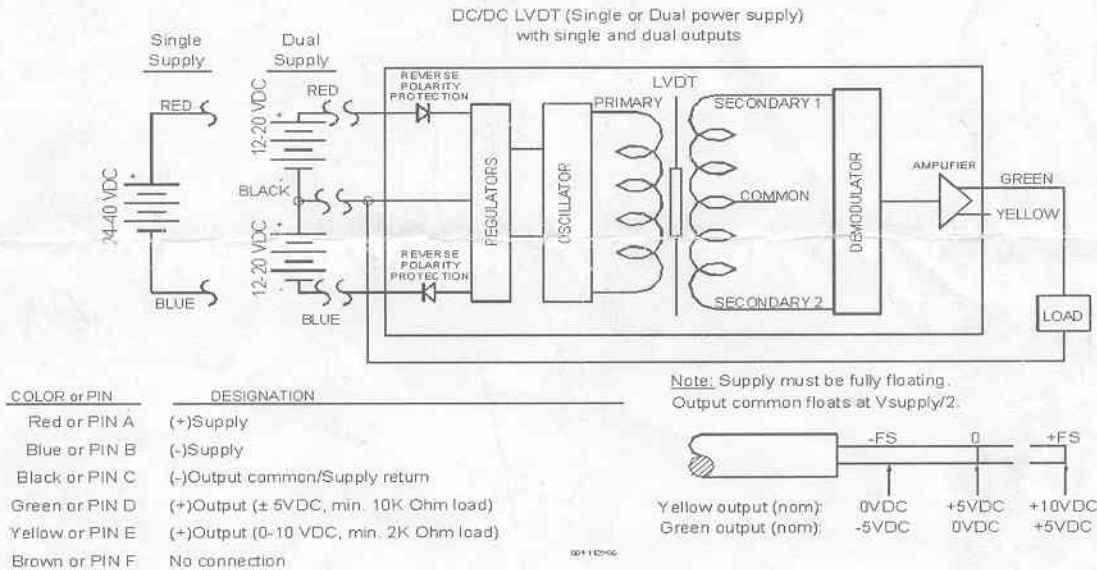 DC/DC LVDT (Single or Dual power supply)
with single and dual outputs
Single
Supply
Dual
Supply
RED
RED
REVERSE
POLARITY
PROTECTION
LVDT
PRIMARY
SECONDARY 1
12-20 VDC
24-40 VDC
BLACK
REGULATORS
OSCILLATOR
COMMON
DEMODULATOR
AMPLIFIER
GREEN
YELLOW
12-20 VDC
REVERSE
POLARITY
PROTECTION
BLUE
BLUE
SECONDARY 2
LOAD
COLOR or PIN DESIGNATION
Red or PIN A (+)Supply
Blue or PIN B (-)Supply
Black or PIN C (-)Output common/Supply return
Green or PIN D (+)Output (± 5VDC, min. 10K Ohm load)
Yellow or PIN E (+)Output (0-10 VDC, min. 2K Ohm load)
Brown or PIN F No connection
Note: Supply must be fully floating.
Output common floats at Vsupply/2.
-FS 0 +FS
Yellow output (nom): 0VDC +5VDC +10VDC
Green output (nom): -5VDC 0VDC +5VDC